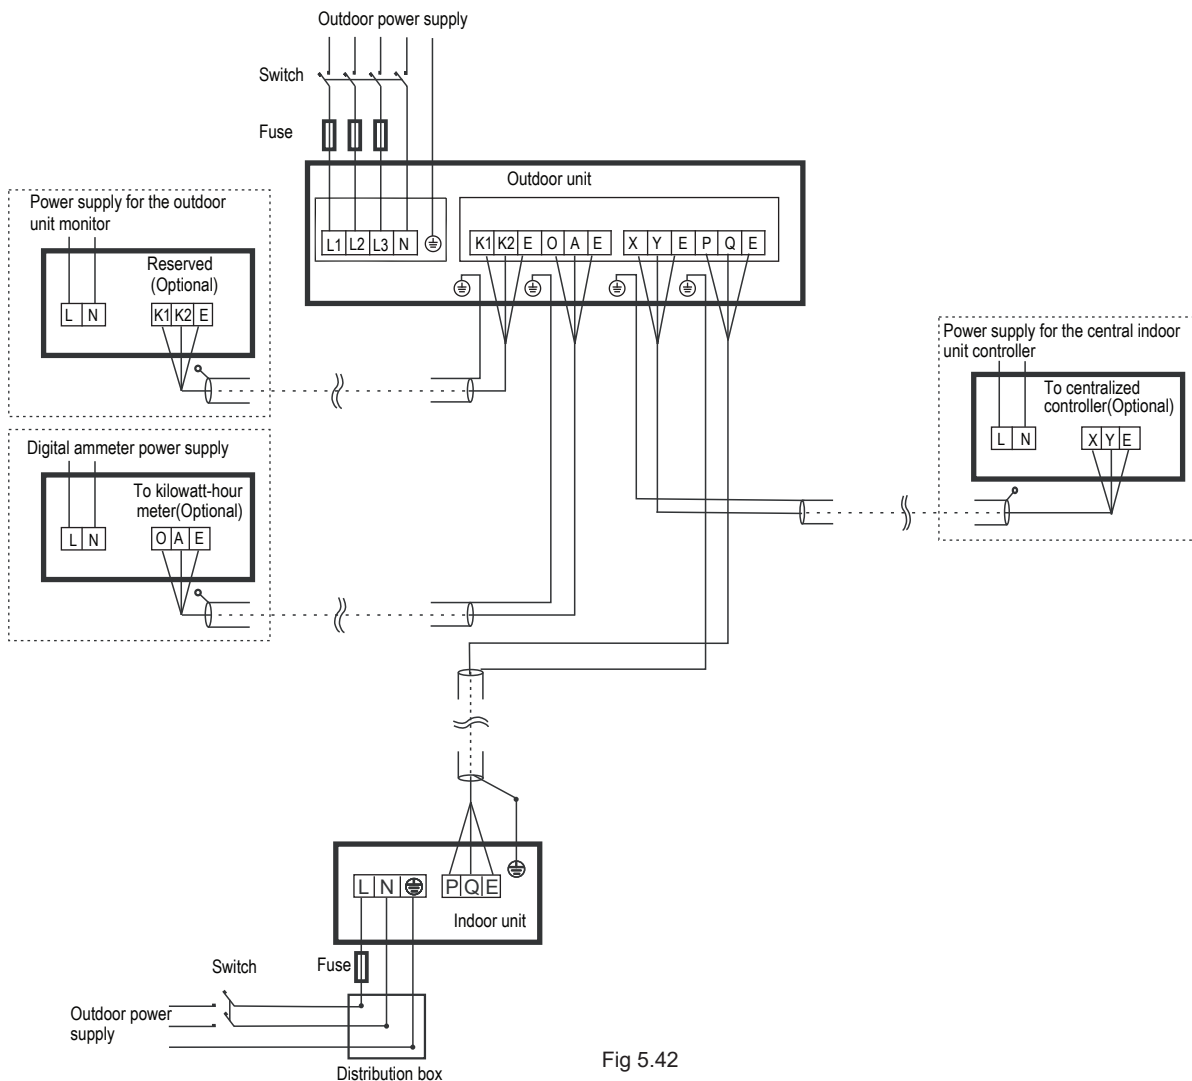 Outdoor power supply
Switch
Fuse
Outdoor unit
L1 L2 L3 N
K1 K2 E O A E
X Y E P Q E
Power supply for the outdoor
unit monitor
Reserved
(Optional)
L N
K1 K2 E
Power supply for the central indoor
unit controller
To centralized
controller(Optional)
L N
X Y E
Digital ammeter power supply
To kilowatt-hour
meter(Optional)
L N
O A E
L N
P Q E
Indoor unit
Switch
Fuse
Outdoor power
supply
Distribution box
Fig 5.42